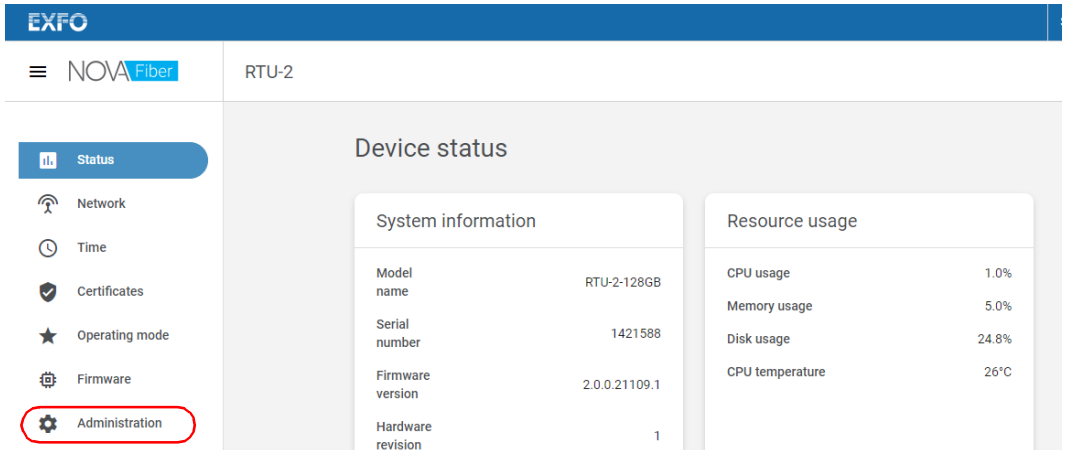 EXFO
NOVA Fiber
RTU-2
Status
Network
Time
Certificates
Operating mode
Firmware
Administration
Device status
System information
Model
name
RTU-2-128GB
Serial
number
1421588
Firmware
version
2.0.0.21109.1
Hardware
revision
1
Resource usage
CPU usage 1.0%
Memory usage 5.0%
Disk usage 24.8%
CPU temperature 26°C